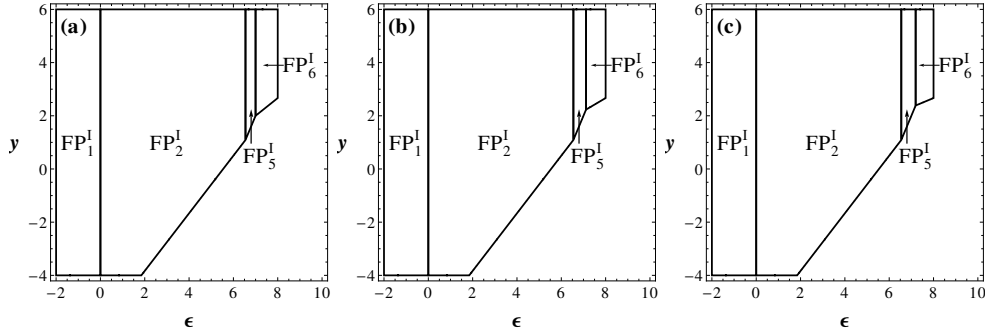 (a) (b) (c)
6 6 6
FP₆ᴵ FP₆ᴵ FP₆ᴵ
4 4 4
2 2 2
y FP₁ᴵ FP₂ᴵ FP₅ᴵ y FP₁ᴵ FP₂ᴵ FP₅ᴵ y FP₁ᴵ FP₂ᴵ FP₅ᴵ
0 0 0
−2 −2 −2
−4 −4 −4
−2 0 2 4 6 8 10 −2 0 2 4 6 8 10 −2 0 2 4 6 8 10
ϵ ϵ ϵ